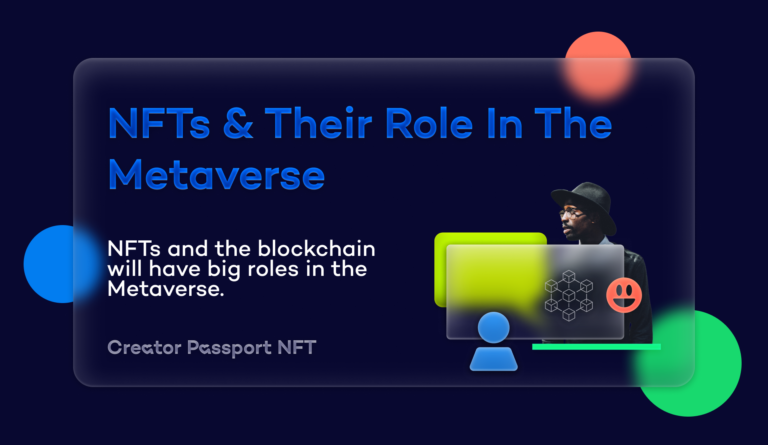 NFTs & Their Role In The
Metaverse
NFTs and the blockchain
will have big roles in the
Metaverse.
Creator Passport NFT